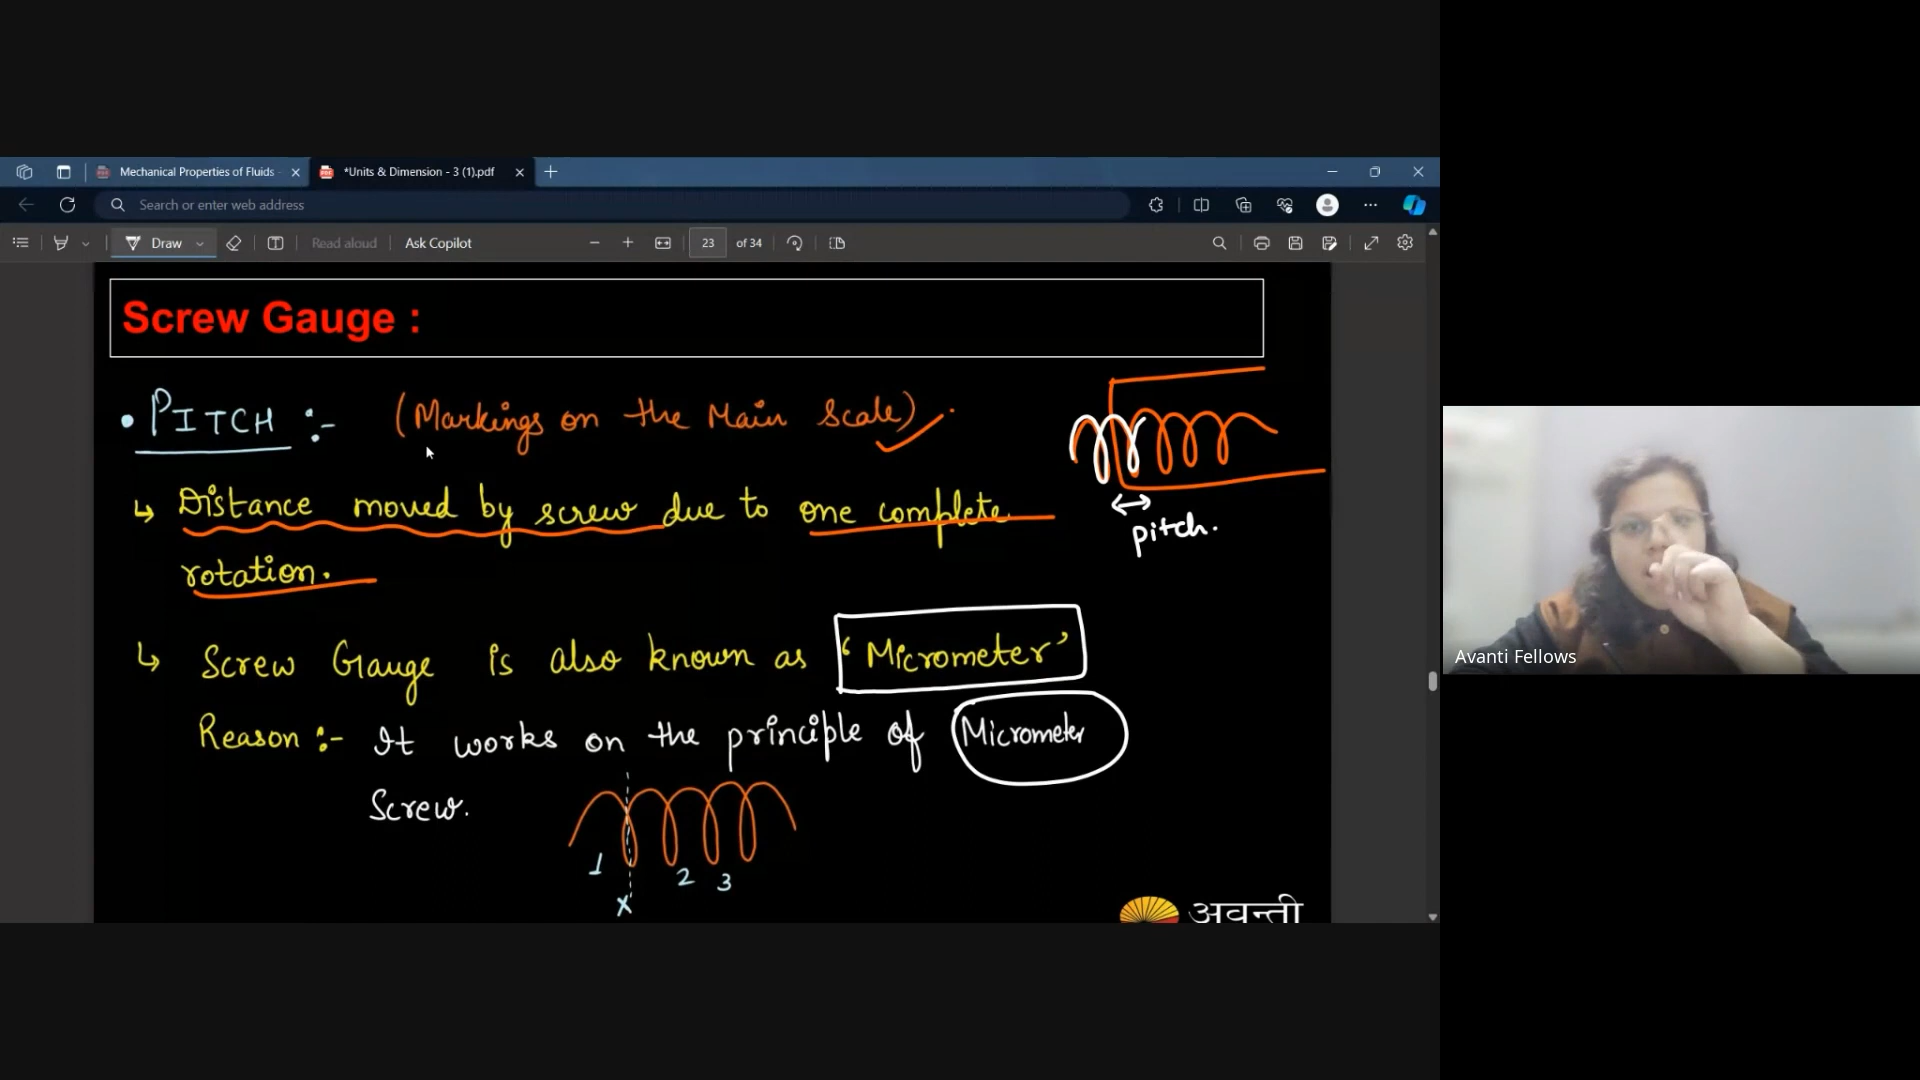 Mechanical Properties of Fluids
*Units & Dimension - 3 (1).pdf
Search or enter web address
Draw
Read aloud
Ask Copilot
23 of 34
Screw Gauge :
• PITCH :- (Markings on the Main Scale)
↳ Distance moved by screw due to one complete
rotation.
pitch.
↳ Screw Gauge is also known as 'Micrometer'
Reason :- It works on the principle of Micrometer
Screw.
1 2 3
x
अवन्ती
Avanti Fellows